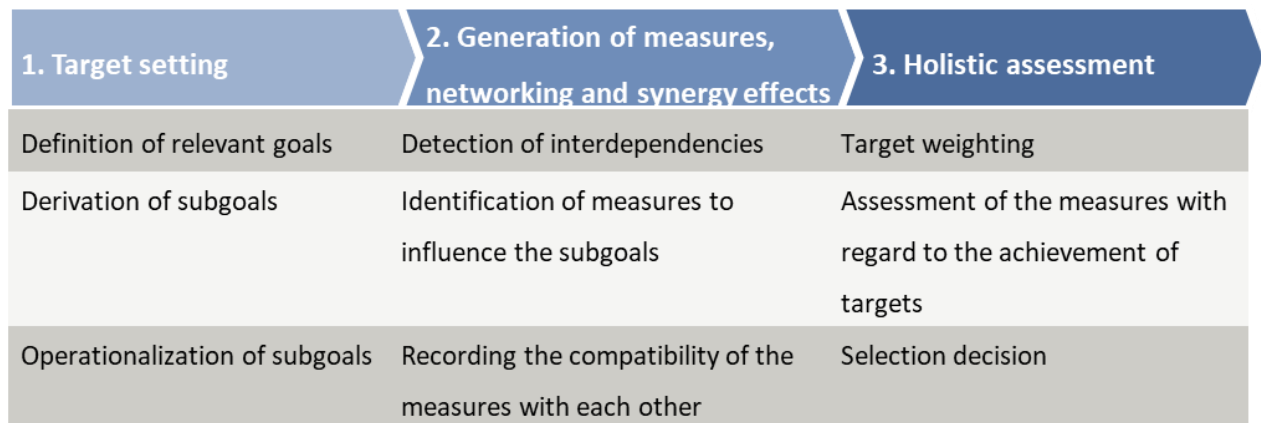 1. Target setting
2. Generation of measures,
networking and synergy effects
3. Holistic assessment
Definition of relevant goals
Detection of interdependencies
Target weighting
Derivation of subgoals
Identification of measures to
influence the subgoals
Assessment of the measures with
regard to the achievement of
targets
Operationalization of subgoals
Recording the compatibility of the
measures with each other
Selection decision